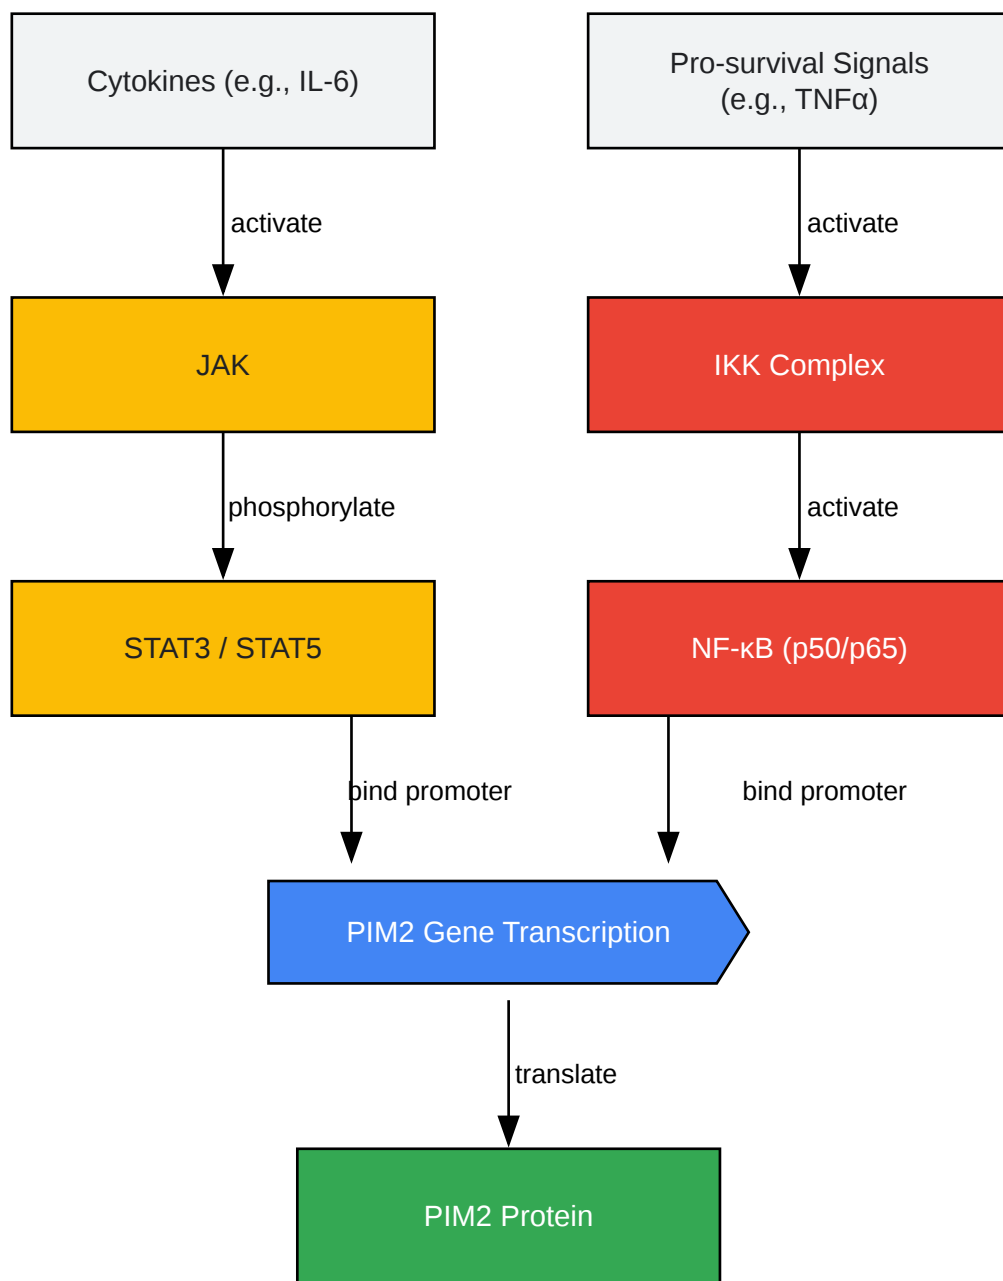 Cytokines (e.g., IL-6)
Pro-survival Signals
(e.g., TNFα)
activate
activate
JAK
IKK Complex
phosphorylate
activate
STAT3 / STAT5
NF-κB (p50/p65)
bind promoter
bind promoter
PIM2 Gene Transcription
translate
PIM2 Protein